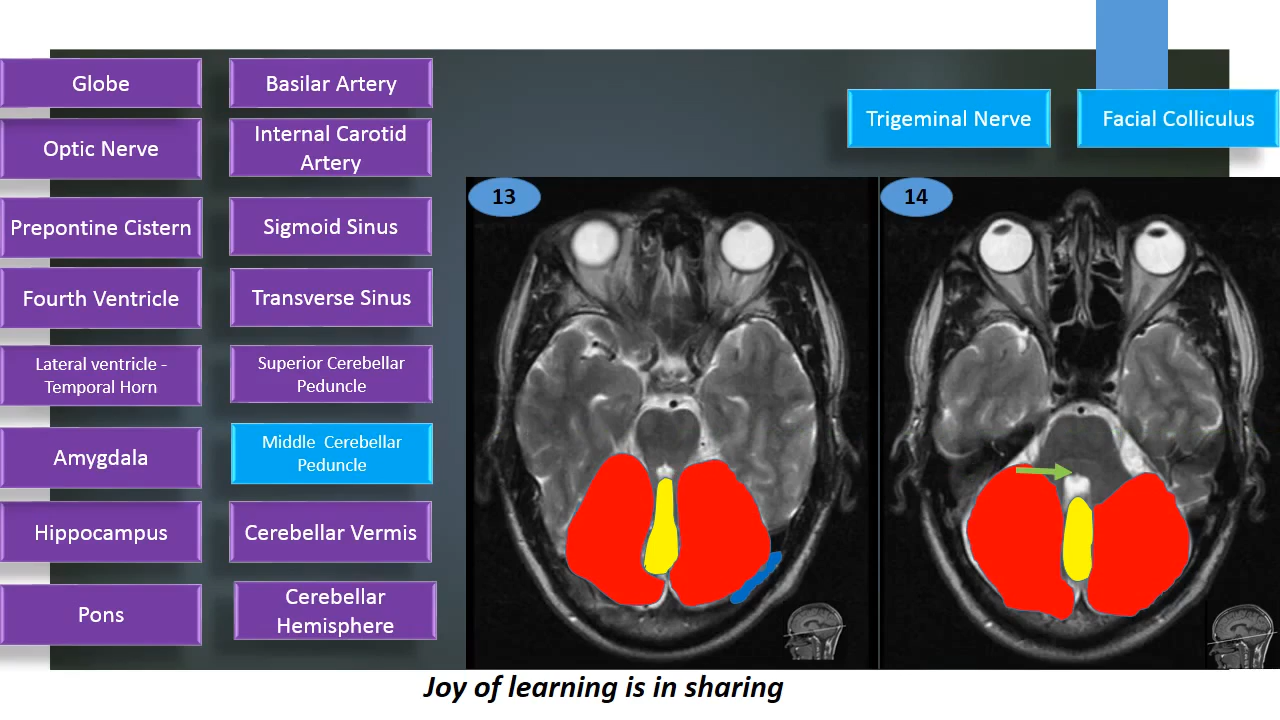 Globe
Basilar Artery
Optic Nerve
Internal Carotid
Artery
Prepontine Cistern
Sigmoid Sinus
Fourth Ventricle
Transverse Sinus
Lateral ventricle -
Temporal Horn
Superior Cerebellar
Peduncle
Amygdala
Middle Cerebellar
Peduncle
Hippocampus
Cerebellar Vermis
Pons
Cerebellar
Hemisphere
Trigeminal Nerve
Facial Colliculus
13
14
Joy of learning is in sharing